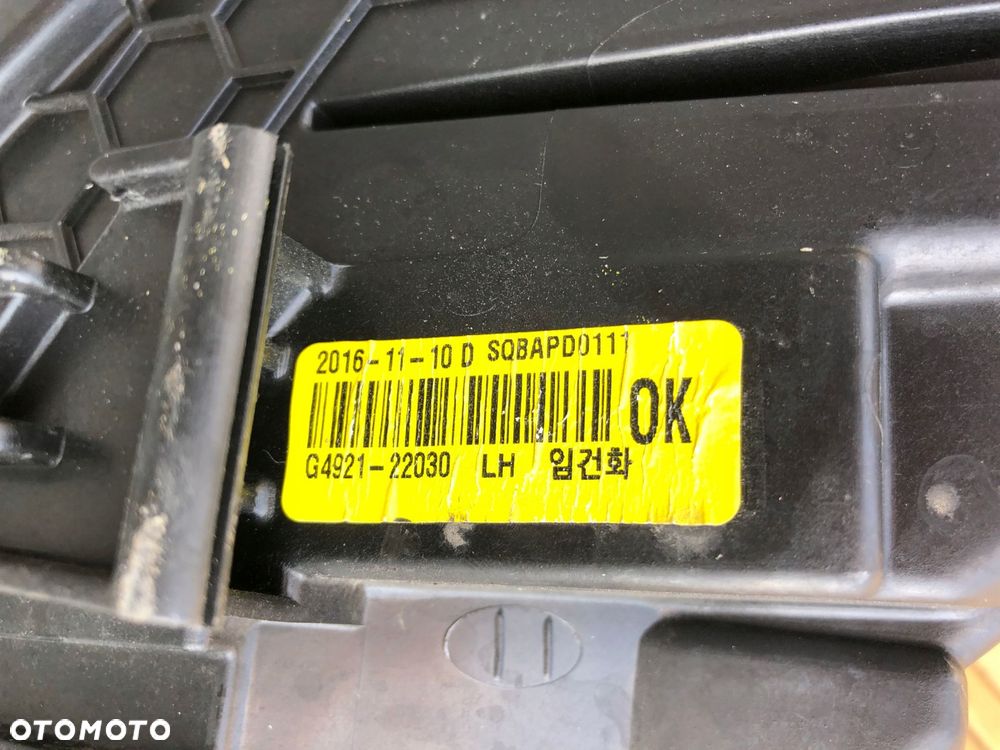 2016-11-10 D SQBAPD0111
OK
G4921-22030 LH 임건화
OTOMOTO